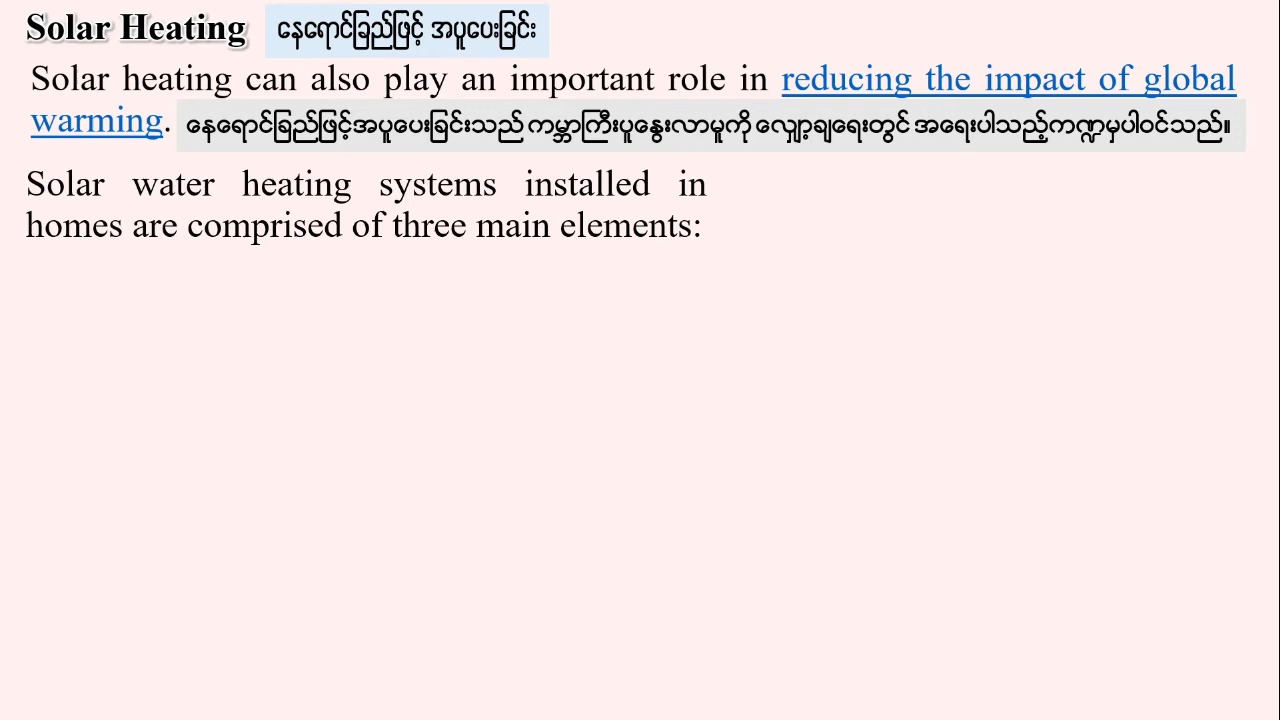 Solar Heating နေရောင်ခြည်ဖြင့် အပူပေးခြင်း
Solar heating can also play an important role in reducing the impact of global
warming. နေရောင်ခြည်ဖြင့်အပူပေးခြင်းသည် ကမ္ဘာကြီးပူနွေးလာမှုကို လျှော့ချရေးတွင် အရေးပါသည့်ကဏ္ဍမှပါဝင်သည်။
Solar water heating systems installed in
homes are comprised of three main elements: